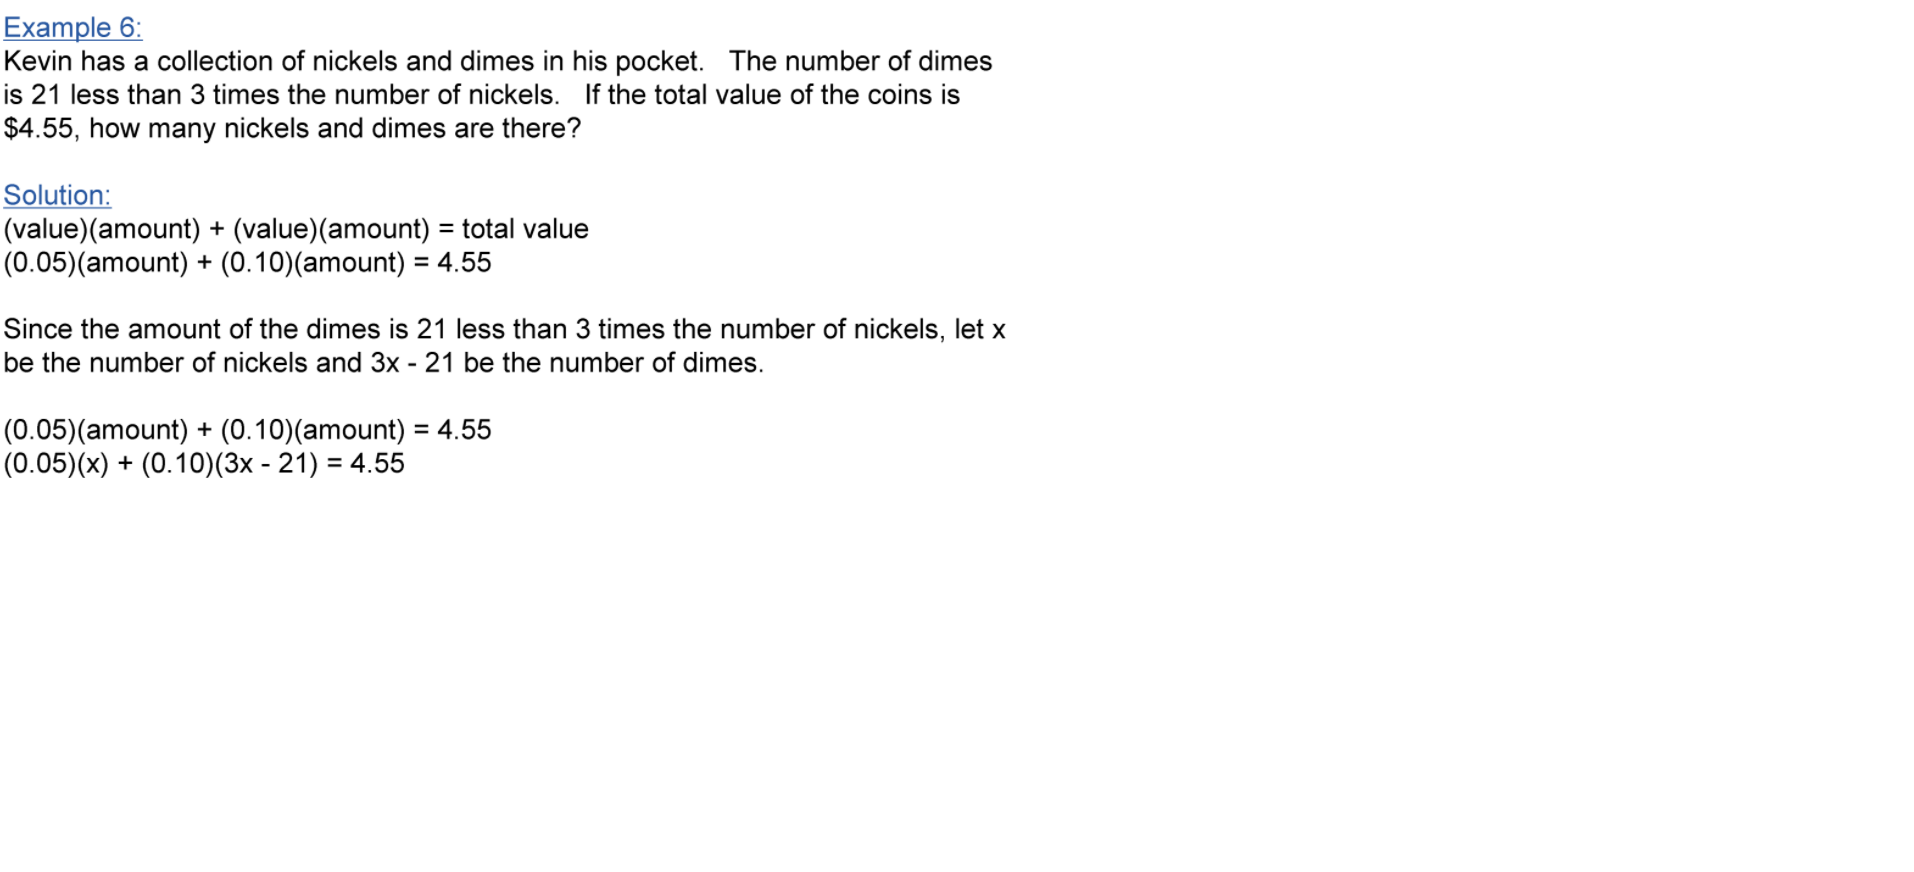 Example 6:
Kevin has a collection of nickels and dimes in his pocket.   The number of dimes
is 21 less than 3 times the number of nickels.   If the total value of the coins is
$4.55, how many nickels and dimes are there?
Solution:
(value)(amount) + (value)(amount) = total value
(0.05)(amount) + (0.10)(amount) = 4.55
Since the amount of the dimes is 21 less than 3 times the number of nickels, let x
be the number of nickels and 3x - 21 be the number of dimes.
(0.05)(amount) + (0.10)(amount) = 4.55
(0.05)(x) + (0.10)(3x - 21) = 4.55